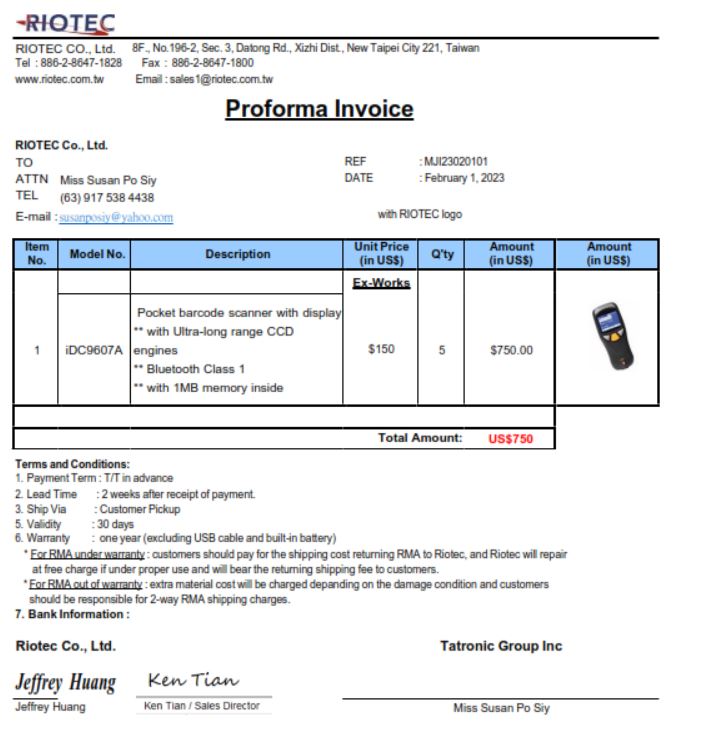 RIOTEC
RIOTEC CO., Ltd. 8F., No.196-2, Sec. 3, Datong Rd., Xizhi Dist., New Taipei City 221, Taiwan
Tel : 886-2-8647-1828 Fax : 886-2-8647-1800
www.riotec.com.tw Email : sales1@riotec.com.tw
Proforma Invoice
RIOTEC Co., Ltd.
TO REF : MJI23020101
ATTN Miss Susan Po Siy DATE : February 1, 2023
TEL (63) 917 538 4438
E-mail : susanposiy@yahoo.com with RIOTEC logo
Item No. Model No. Description Unit Price (in US$) Q'ty Amount (in US$) Amount (in US$)
Ex-Works
Pocket barcode scanner with display
** with Ultra-long range CCD
1 iDC9607A engines $150 5 $750.00
** Bluetooth Class 1
** with 1MB memory inside
Total Amount: US$750
Terms and Conditions:
1. Payment Term : T/T in advance
2. Lead Time : 2 weeks after receipt of payment.
3. Ship Via : Customer Pickup
5. Validity : 30 days
6. Warranty : one year (excluding USB cable and built-in battery)
* For RMA under warranty : customers should pay for the shipping cost returning RMA to Riotec, and Riotec will repair
at free charge if under proper use and will bear the returning shipping fee to customers.
* For RMA out of warranty : extra material cost will be charged depanding on the damage condition and customers
should be responsible for 2-way RMA shipping charges.
7. Bank Information :
Riotec Co., Ltd. Tatronic Group Inc
Jeffrey Huang Ken Tian
Jeffrey Huang Ken Tian / Sales Director Miss Susan Po Siy